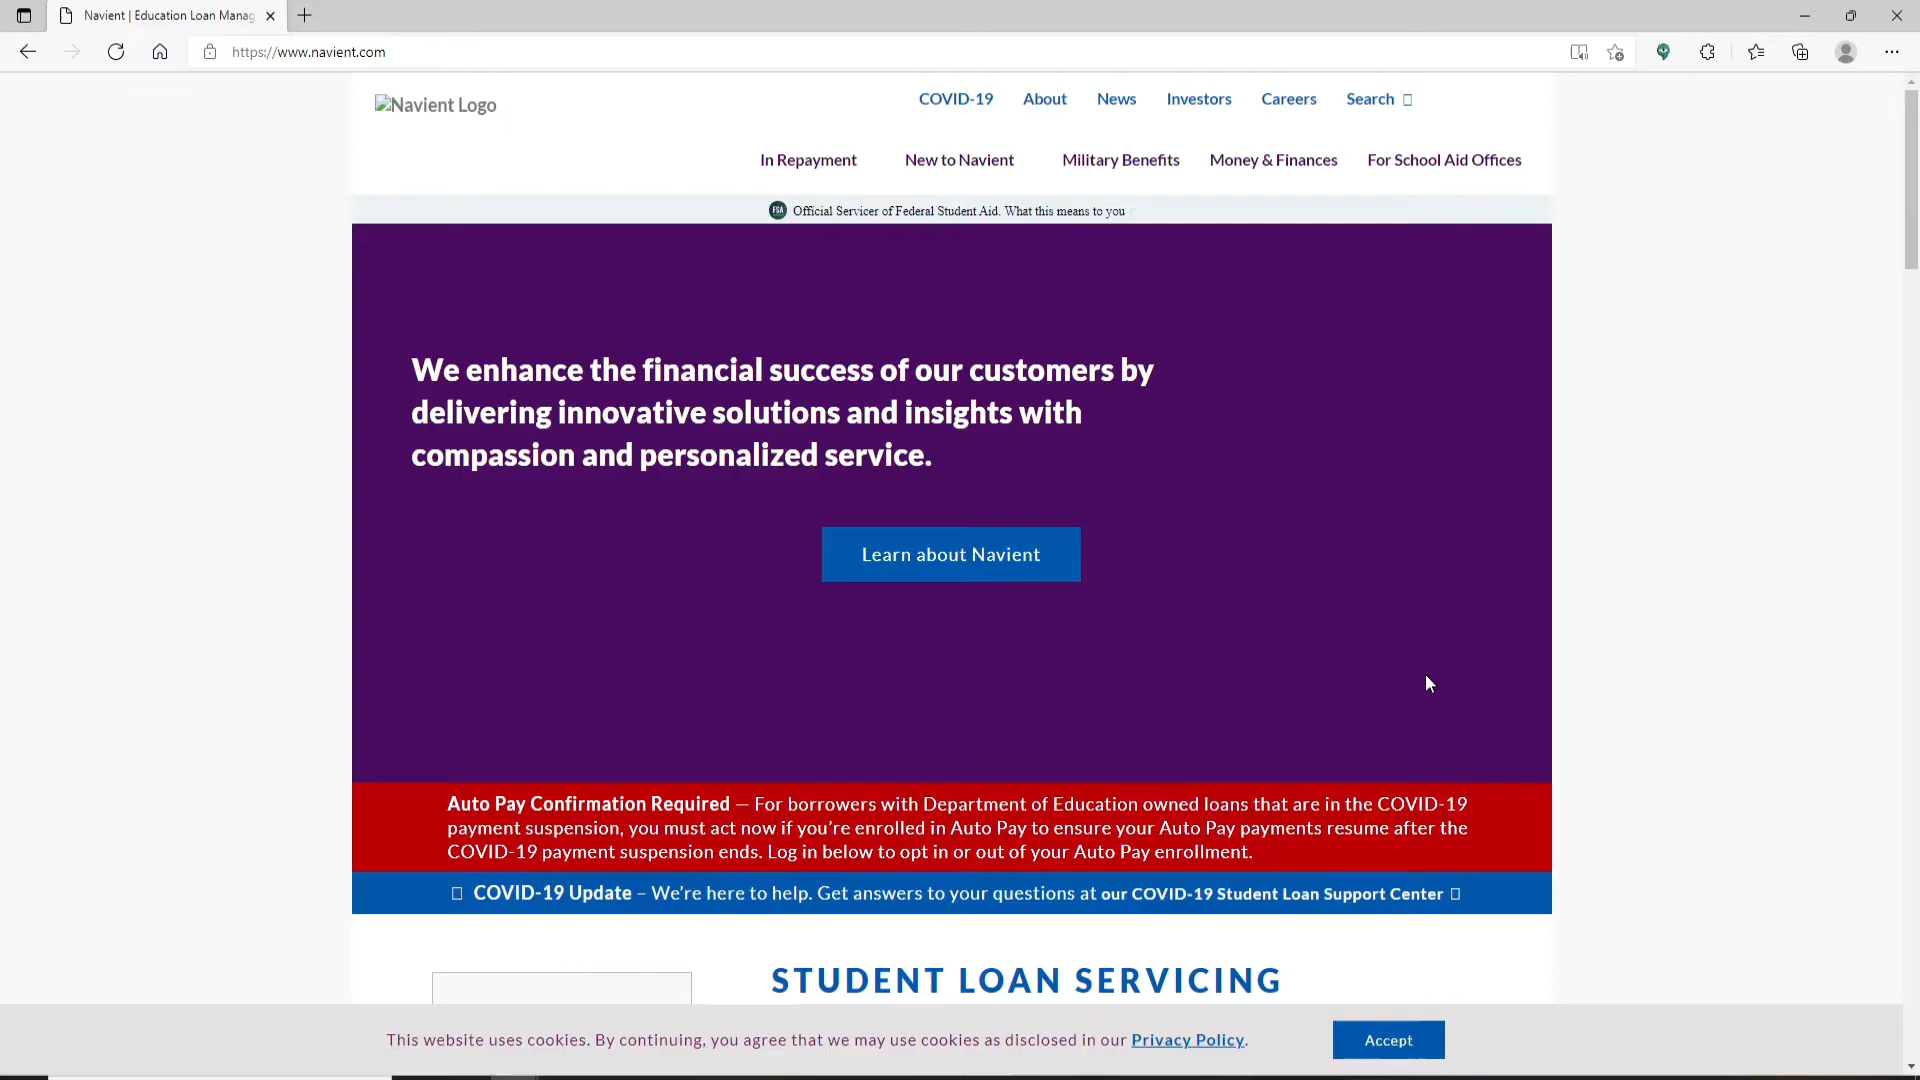 Navient | Education Loan Manag
https://www.navient.com
Navient Logo
COVID-19 About News Investors Careers Search
In Repayment New to Navient Military Benefits Money & Finances For School Aid Offices
FSA Official Servicer of Federal Student Aid. What this means to you
We enhance the financial success of our customers by
delivering innovative solutions and insights with
compassion and personalized service.
Learn about Navient
Auto Pay Confirmation Required — For borrowers with Department of Education owned loans that are in the COVID-19
payment suspension, you must act now if you’re enrolled in Auto Pay to ensure your Auto Pay payments resume after the
COVID-19 payment suspension ends. Log in below to opt in or out of your Auto Pay enrollment.
COVID-19 Update – We’re here to help. Get answers to your questions at our COVID-19 Student Loan Support Center
STUDENT LOAN SERVICING
This website uses cookies. By continuing, you agree that we may use cookies as disclosed in our Privacy Policy.
Accept